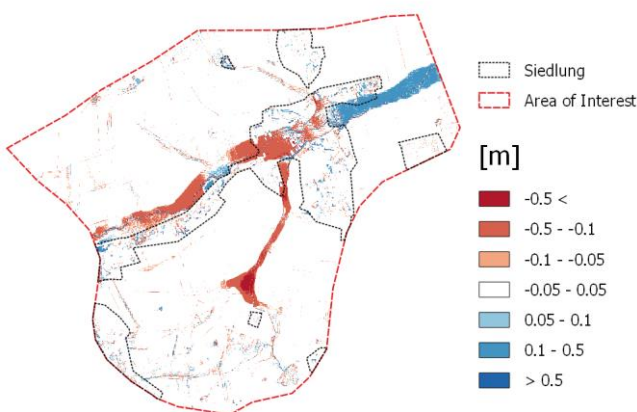 Siedlung
Area of Interest
[m]
-0.5 <
-0.5 - -0.1
-0.1 - -0.05
-0.05 - 0.05
0.05 - 0.1
0.1 - 0.5
> 0.5